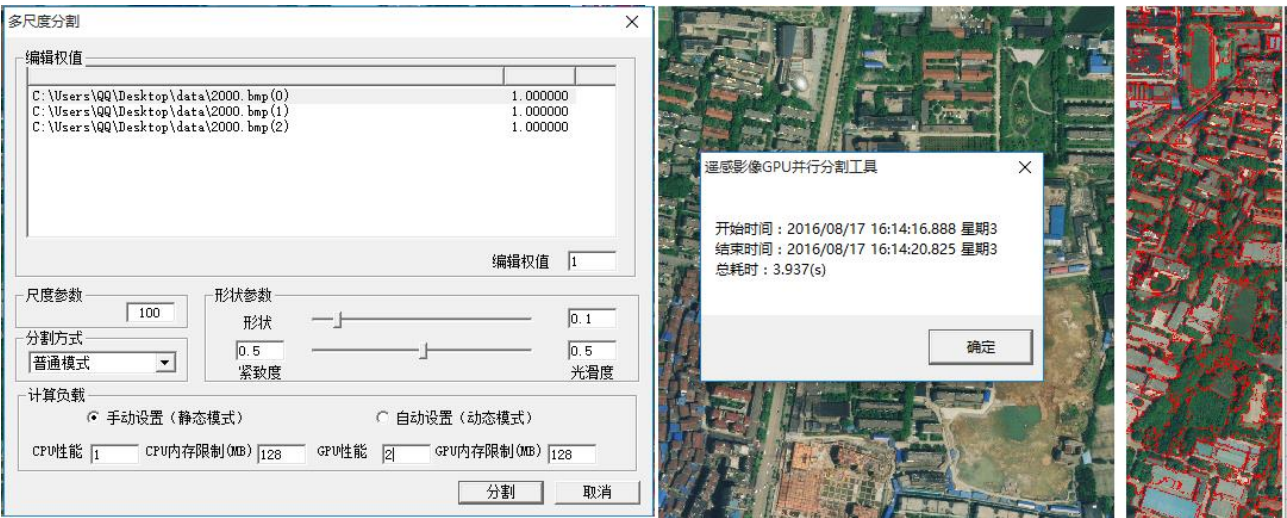 多尺度分割
编辑权值
C:\Users\QQ\Desktop\data\2000.bmp(0) 1.000000
C:\Users\QQ\Desktop\data\2000.bmp(1) 1.000000
C:\Users\QQ\Desktop\data\2000.bmp(2) 1.000000
编辑权值 1
尺度参数
100
分割方式
普通模式
形状参数
形状 0.1
0.5 0.5
紧致度 光滑度
计算负载
手动设置（静态模式） 自动设置（动态模式）
CPU性能 1 CPU内存限制(MB) 128 GPU性能 2 GPU内存限制(MB) 128
分割 取消
遥感影像GPU并行分割工具
开始时间：2016/08/17 16:14:16.888 星期3
结束时间：2016/08/17 16:14:20.825 星期3
总耗时：3.937(s)
确定